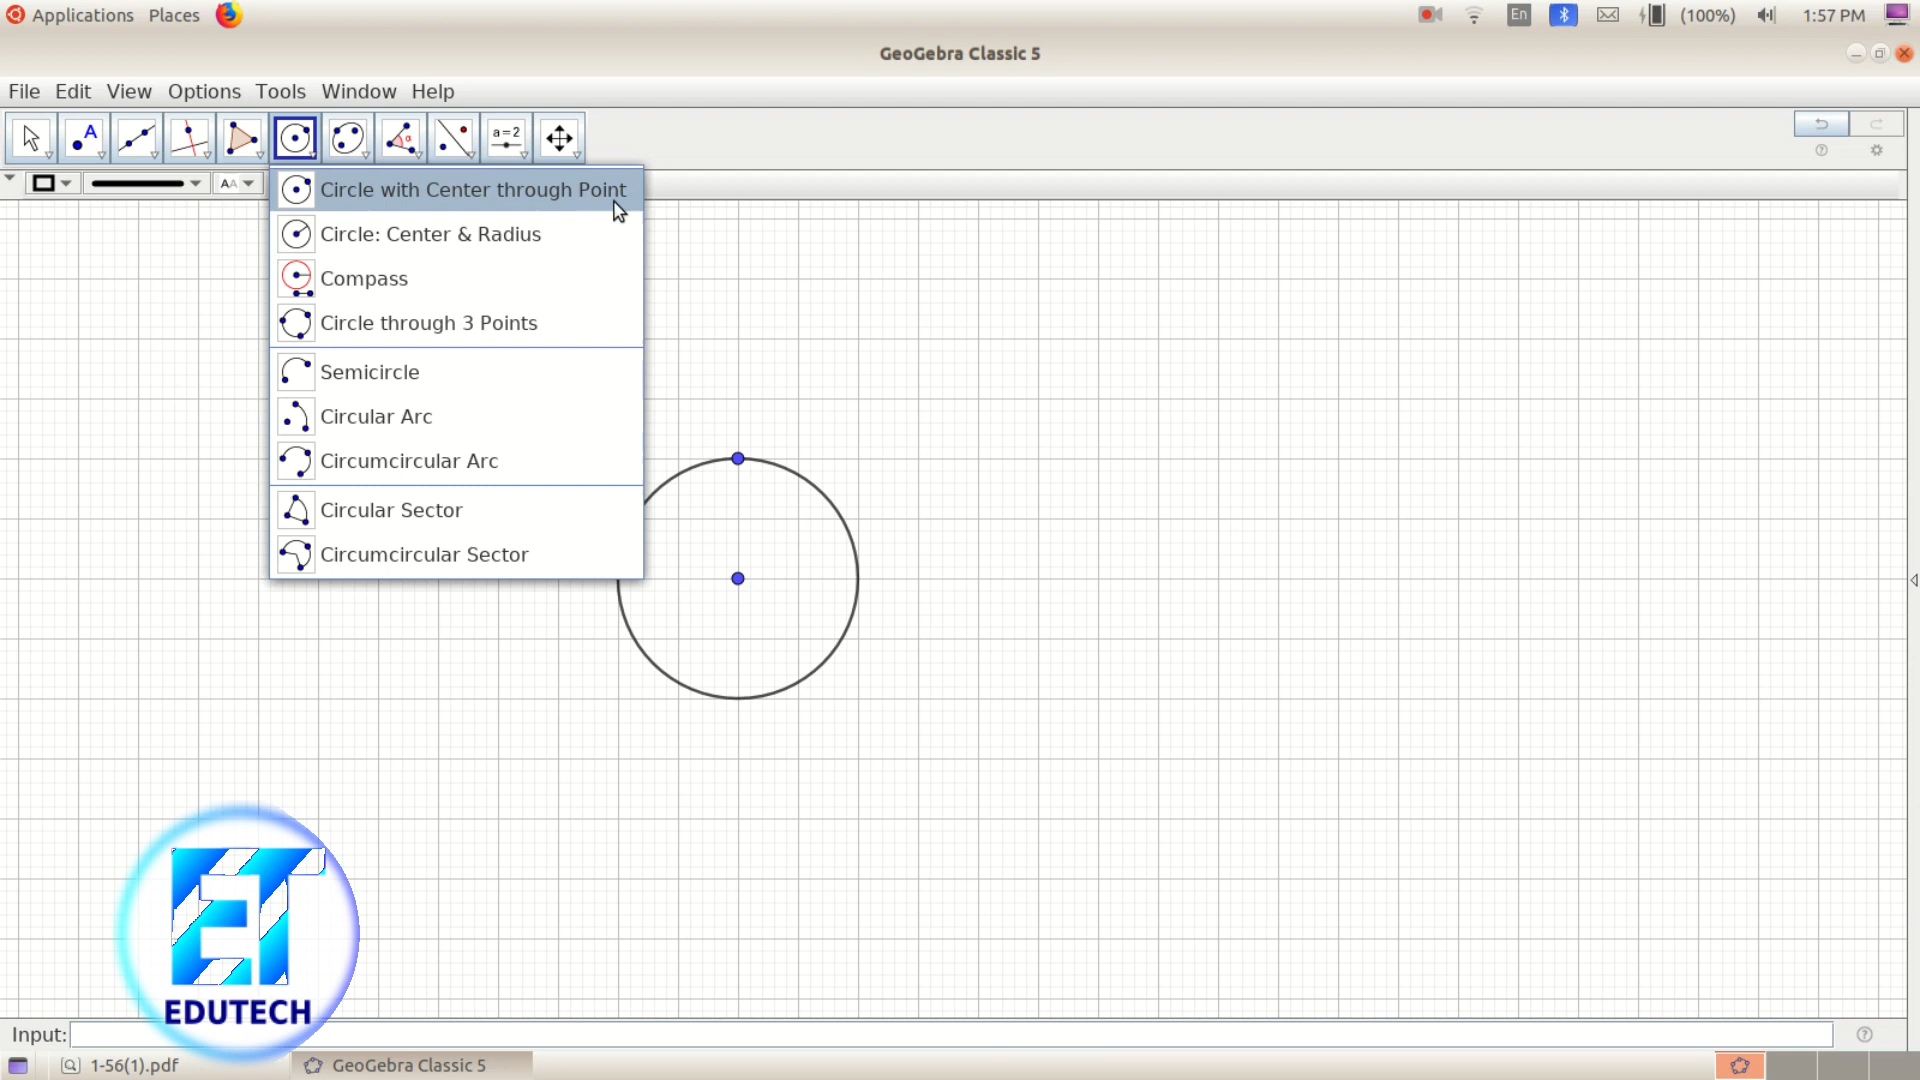 Applications Places En (100%) 1:57 PM
GeoGebra Classic 5
File Edit View Options Tools Window Help
A α a=2
AA
Circle with Center through Point
Circle: Center & Radius
Compass
Circle through 3 Points
Semicircle
Circular Arc
Circumcircular Arc
Circular Sector
Circumcircular Sector
ET
EDUTECH
Input:
1-56(1).pdf GeoGebra Classic 5